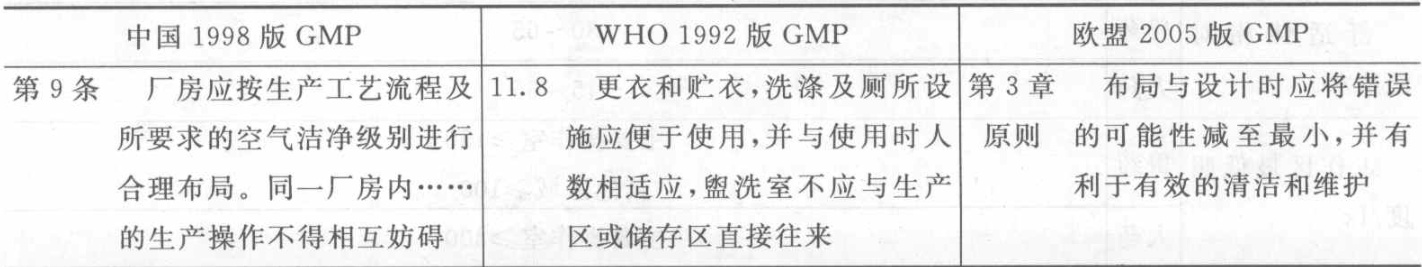 中国 1998 版 GMP
WHO 1992 版 GMP
欧盟 2005 版 GMP
第 9 条 厂房应按生产工艺流程及
所要求的空气洁净级别进行
合理布局。同一厂房内……
的生产操作不得相互妨碍
11.8 更衣和贮衣,洗涤及厕所设
施应便于使用,并与使用时人
数相适应,盥洗室不应与生产
区或储存区直接往来
第 3 章 布局与设计时应将错误
原则 的可能性减至最小,并有
利于有效的清洁和维护